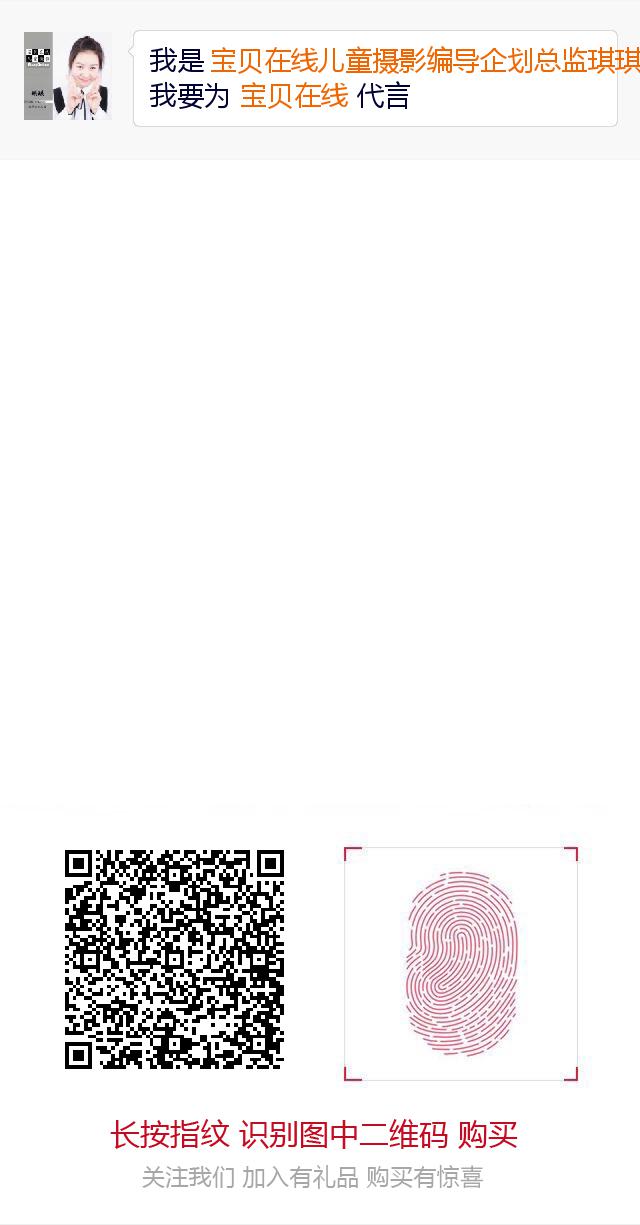 我是 宝贝在线儿童摄影编导企划总监琪琪
我要为 宝贝在线 代言
长按指纹 识别图中二维码 购买
关注我们 加入有礼品 购买有惊喜